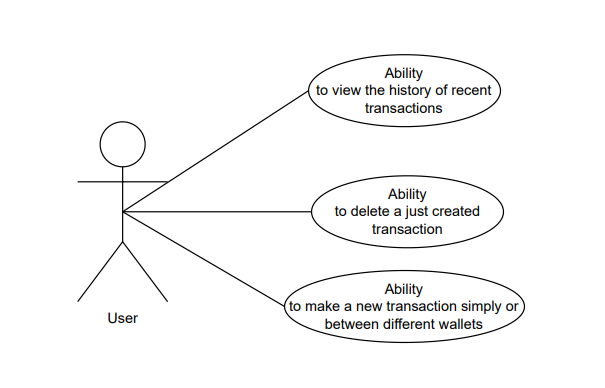 Ability
to view the history of recent
transactions
Ability
to delete a just created
transaction
Ability
to make a new transaction simply or
between different wallets
User